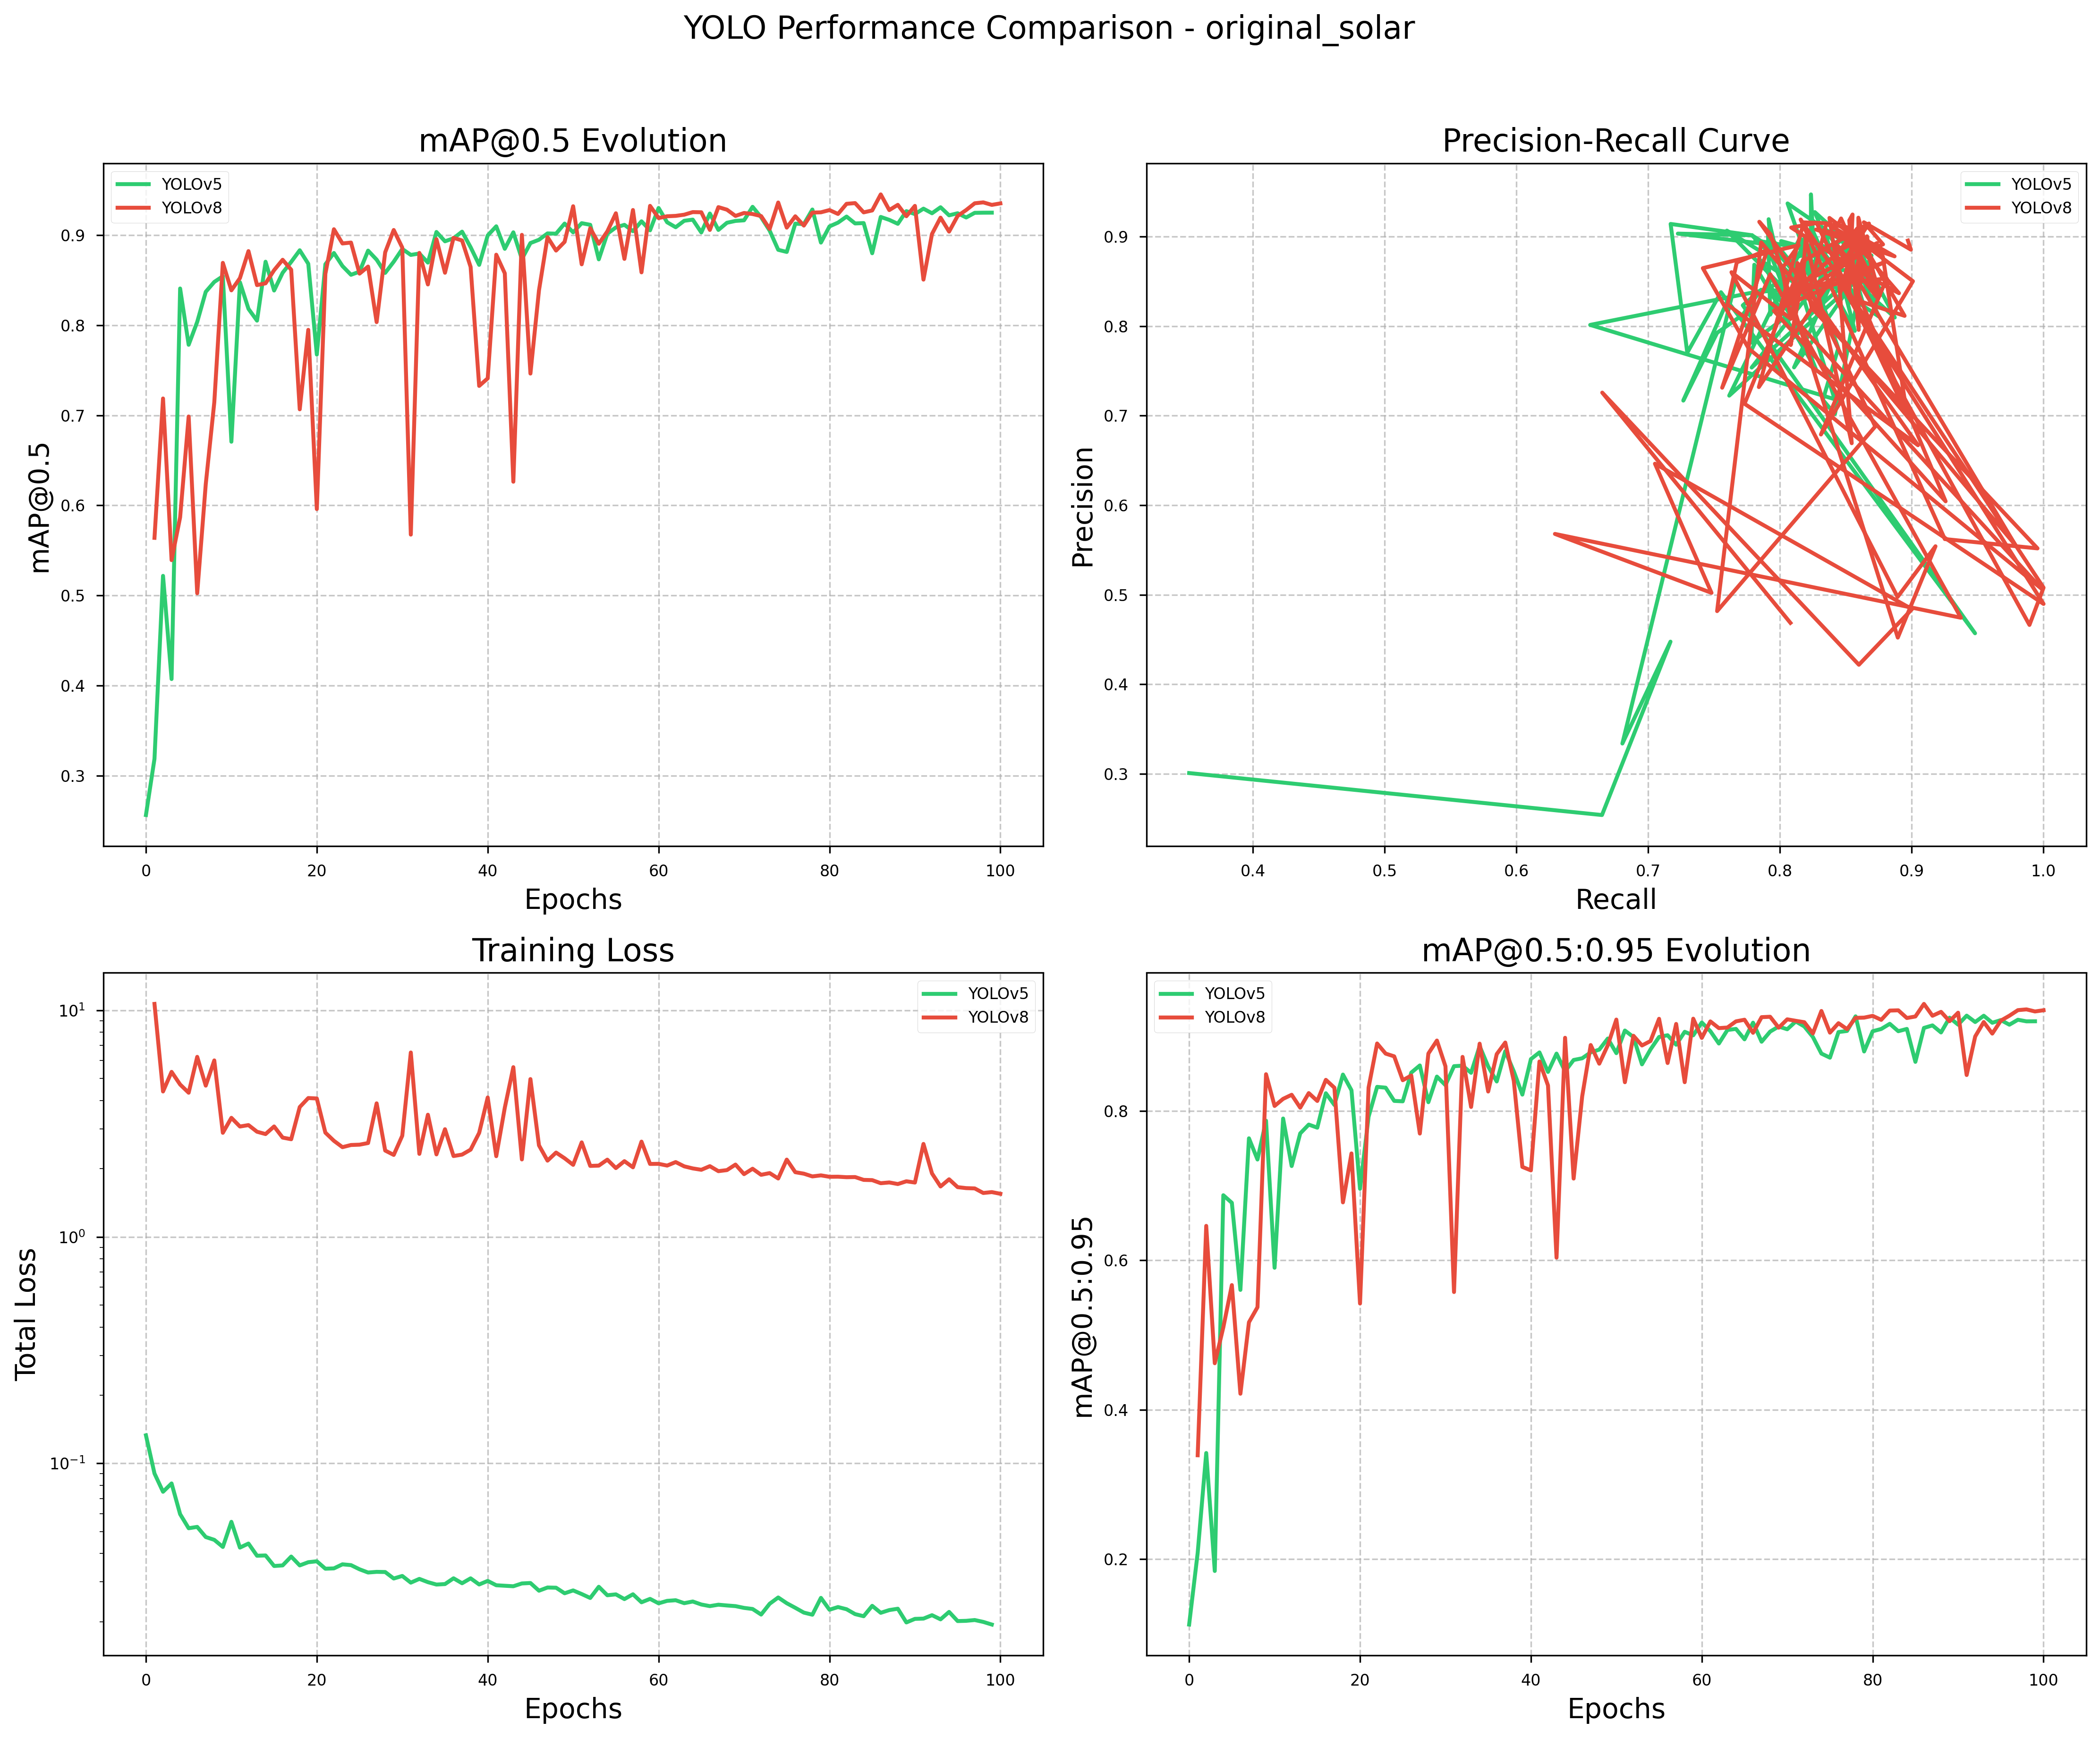 YOLO Performance Comparison - original_solar
mAP@0.5 Evolution
YOLOv5
YOLOv8
mAP@0.5
0.9
0.8
0.7
0.6
0.5
0.4
0.3
0 20 40 60 80 100
Epochs
Precision-Recall Curve
YOLOv5
YOLOv8
Precision
0.9
0.8
0.7
0.6
0.5
0.4
0.3
0.4 0.5 0.6 0.7 0.8 0.9 1.0
Recall
Training Loss
YOLOv5
YOLOv8
Total Loss
10¹
10⁰
10⁻¹
0 20 40 60 80 100
Epochs
mAP@0.5:0.95 Evolution
YOLOv5
YOLOv8
mAP@0.5:0.95
0.8
0.6
0.4
0.2
0 20 40 60 80 100
Epochs